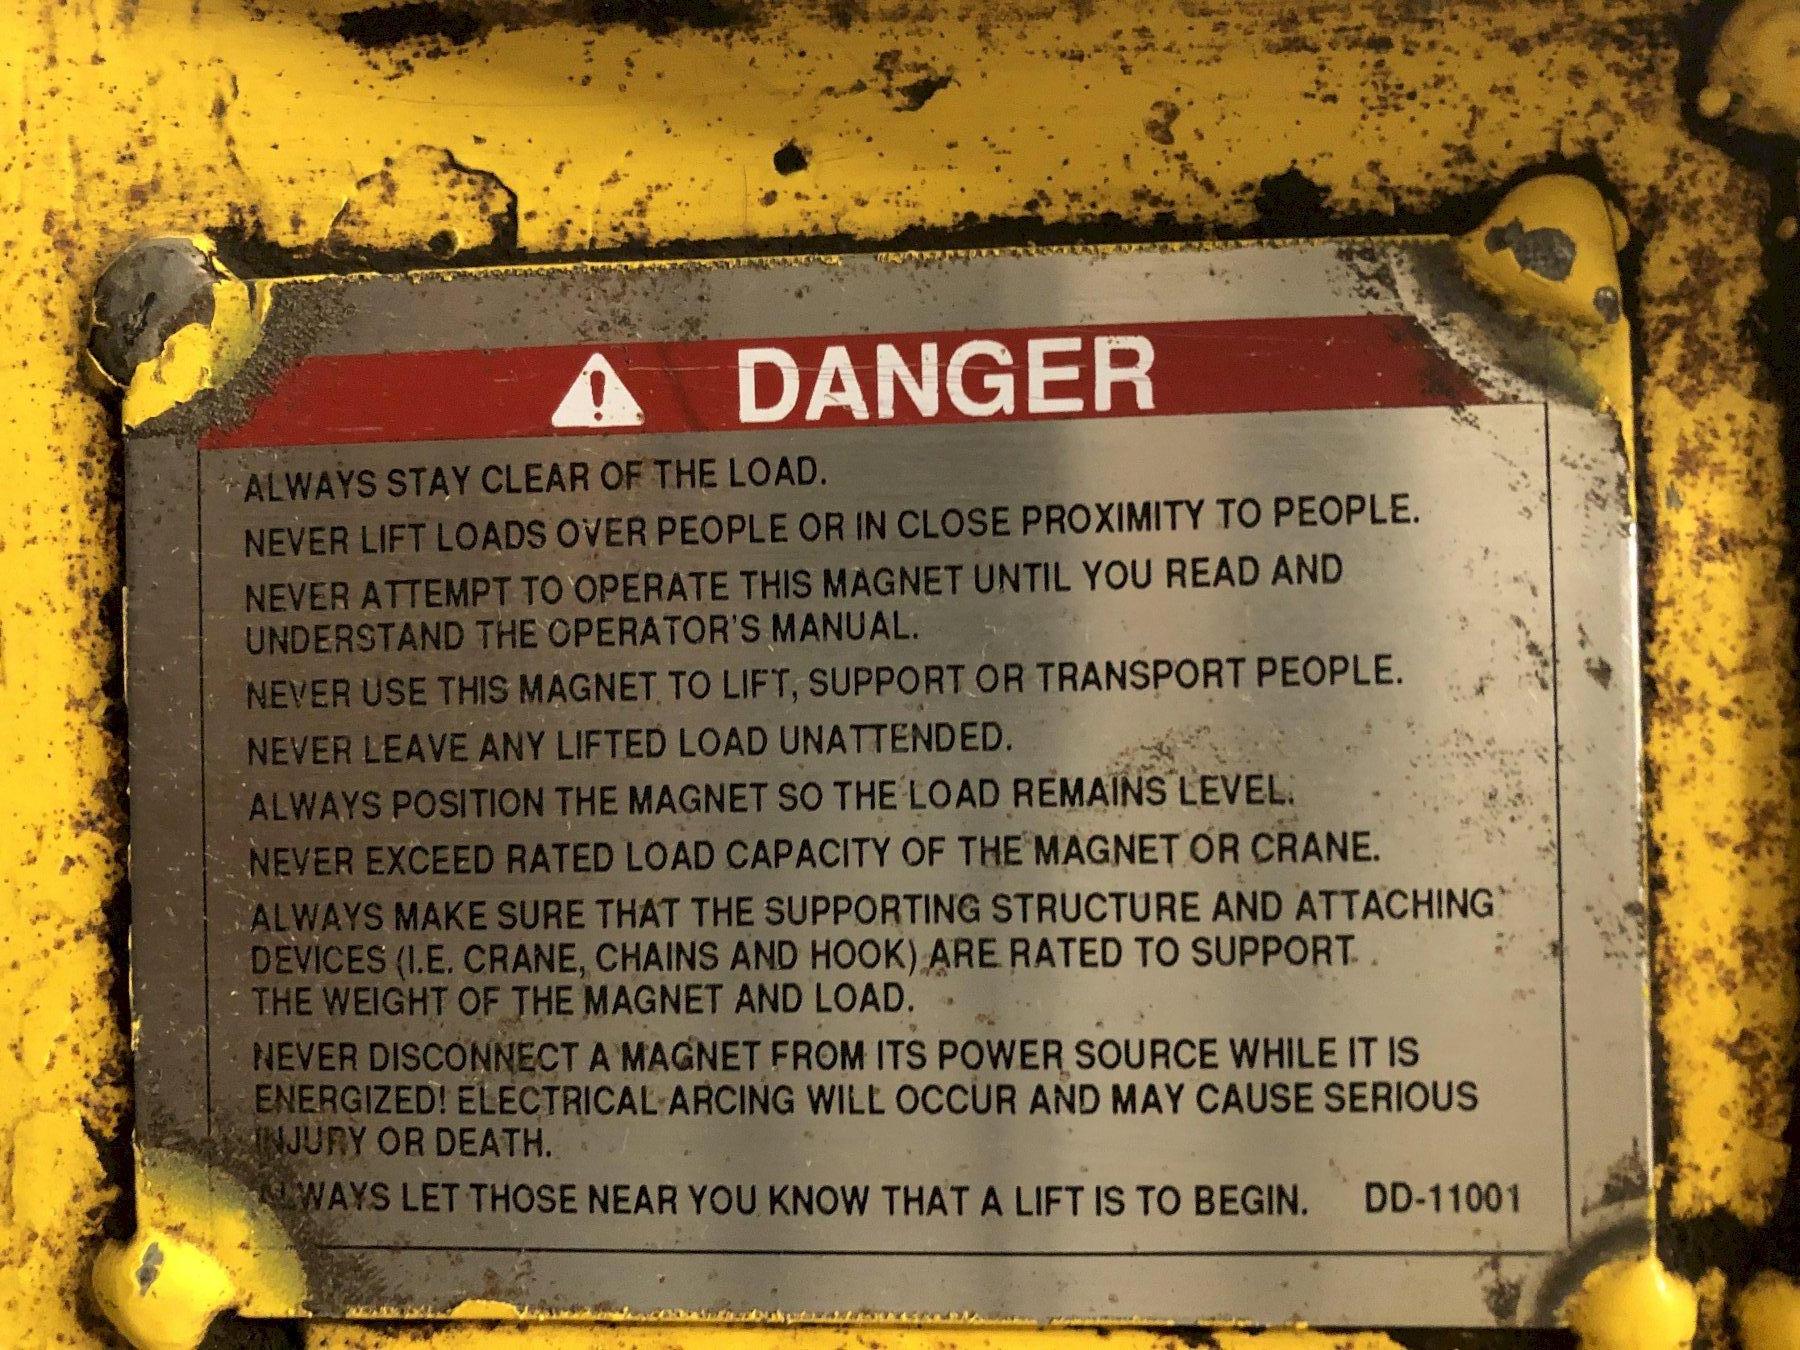 DANGER
ALWAYS STAY CLEAR OF THE LOAD.
NEVER LIFT LOADS OVER PEOPLE OR IN CLOSE PROXIMITY TO PEOPLE.
NEVER ATTEMPT TO OPERATE THIS MAGNET UNTIL YOU READ AND
UNDERSTAND THE OPERATOR'S MANUAL.
NEVER USE THIS MAGNET TO LIFT, SUPPORT OR TRANSPORT PEOPLE.
NEVER LEAVE ANY LIFTED LOAD UNATTENDED.
ALWAYS POSITION THE MAGNET SO THE LOAD REMAINS LEVEL.
NEVER EXCEED RATED LOAD CAPACITY OF THE MAGNET OR CRANE.
ALWAYS MAKE SURE THAT THE SUPPORTING STRUCTURE AND ATTACHING
DEVICES (I.E. CRANE, CHAINS AND HOOK) ARE RATED TO SUPPORT
THE WEIGHT OF THE MAGNET AND LOAD.
NEVER DISCONNECT A MAGNET FROM ITS POWER SOURCE WHILE IT IS
ENERGIZED! ELECTRICAL ARCING WILL OCCUR AND MAY CAUSE SERIOUS
INJURY OR DEATH.
ALWAYS LET THOSE NEAR YOU KNOW THAT A LIFT IS TO BEGIN. DD-11001